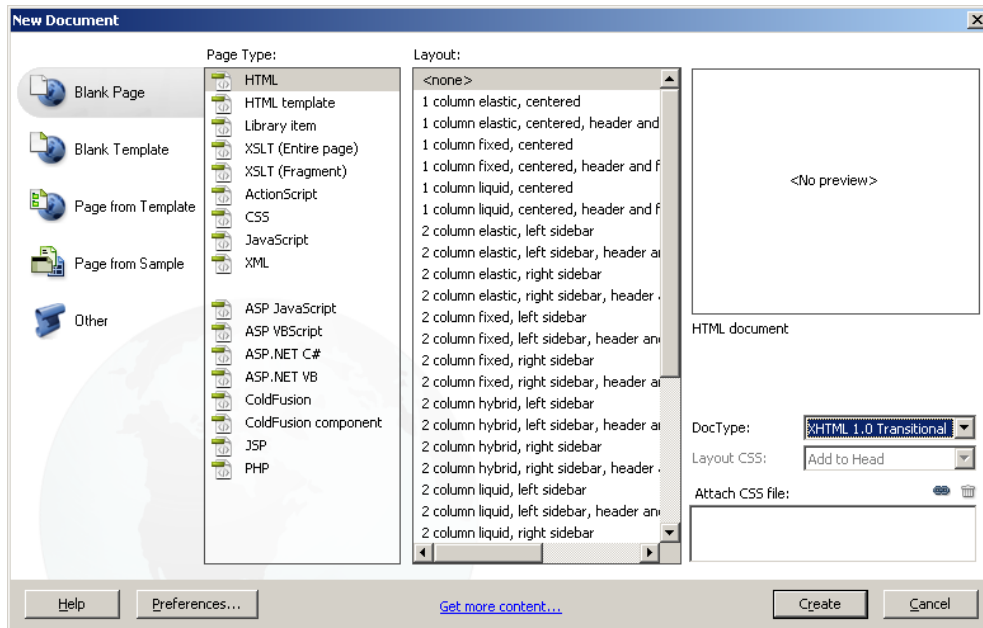 New Document
Blank Page
Blank Template
Page from Template
Page from Sample
Other
Page Type:
HTML
HTML template
Library item
XSLT (Entire page)
XSLT (Fragment)
ActionScript
CSS
JavaScript
XML
ASP JavaScript
ASP VBScript
ASP.NET C#
ASP.NET VB
ColdFusion
ColdFusion component
JSP
PHP
Layout:
<none>
1 column elastic, centered
1 column elastic, centered, header and
1 column fixed, centered
1 column fixed, centered, header and f
1 column liquid, centered
1 column liquid, centered, header and f
2 column elastic, left sidebar
2 column elastic, left sidebar, header a
2 column elastic, right sidebar
2 column elastic, right sidebar, header
2 column fixed, left sidebar
2 column fixed, left sidebar, header an
2 column fixed, right sidebar
2 column fixed, right sidebar, header a
2 column hybrid, left sidebar
2 column hybrid, left sidebar, header a
2 column hybrid, right sidebar
2 column hybrid, right sidebar, header
2 column liquid, left sidebar
2 column liquid, left sidebar, header an
2 column liquid, right sidebar
<No preview>
HTML document
DocType:
XHTML 1.0 Transitional
Layout CSS:
Add to Head
Attach CSS file:
Help
Preferences...
Get more content...
Create
Cancel